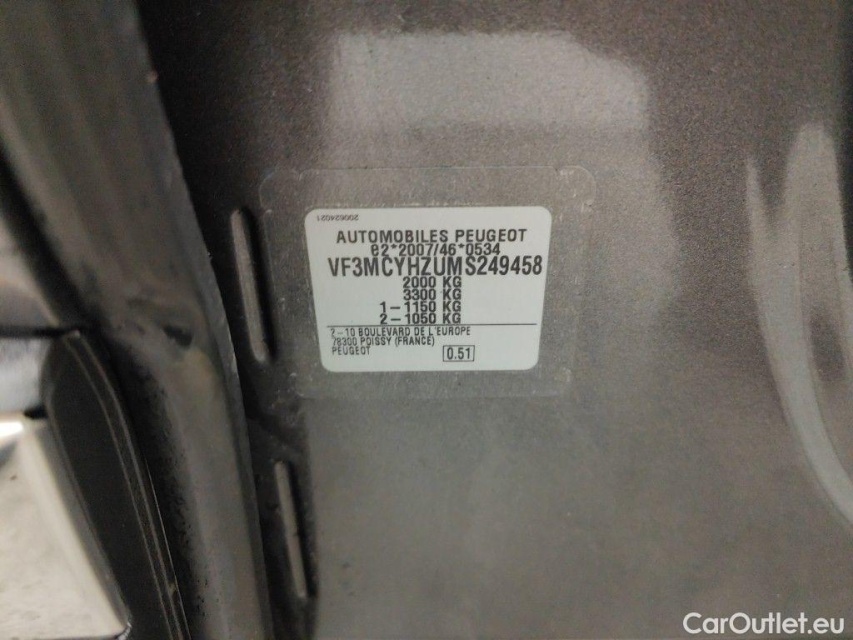 200624021
AUTOMOBILES PEUGEOT
e2*2007/46*0534
VF3MCYHZUMS249458
2000 KG
3300 KG
1-1150 KG
2-1050 KG
2-10 BOULEVARD DE L'EUROPE
78300 POISSY (FRANCE)
PEUGEOT
0.51
CarOutlet.eu